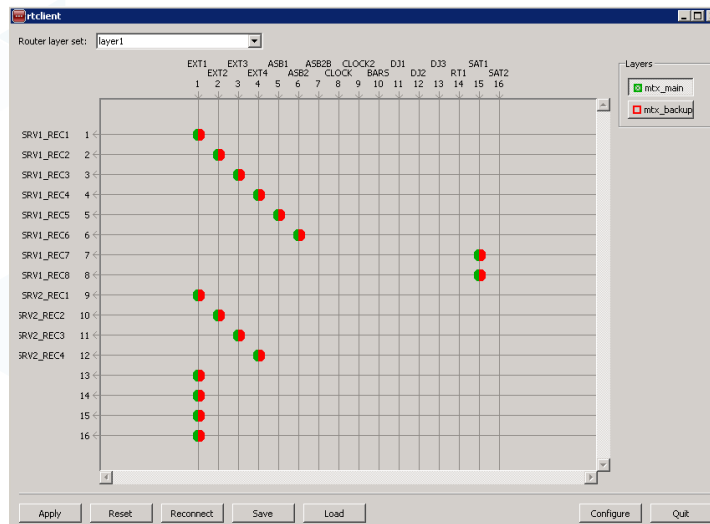 rtclient
Router layer set: layer1
EXT1 EXT3 ASB1 ASB2B CLOCK2 DJ1 DJ3 SAT1
EXT2 EXT4 ASB2 CLOCK BARS DJ2 RT1 SAT2
1 2 3 4 5 6 7 8 9 10 11 12 13 14 15 16
Layers
mtx_main
mtx_backup
SRV1_REC1 1
SRV1_REC2 2
SRV1_REC3 3
SRV1_REC4 4
SRV1_REC5 5
SRV1_REC6 6
SRV1_REC7 7
SRV1_REC8 8
SRV2_REC1 9
SRV2_REC2 10
SRV2_REC3 11
SRV2_REC4 12
13
14
15
16
Apply Reset Reconnect Save Load Configure Quit